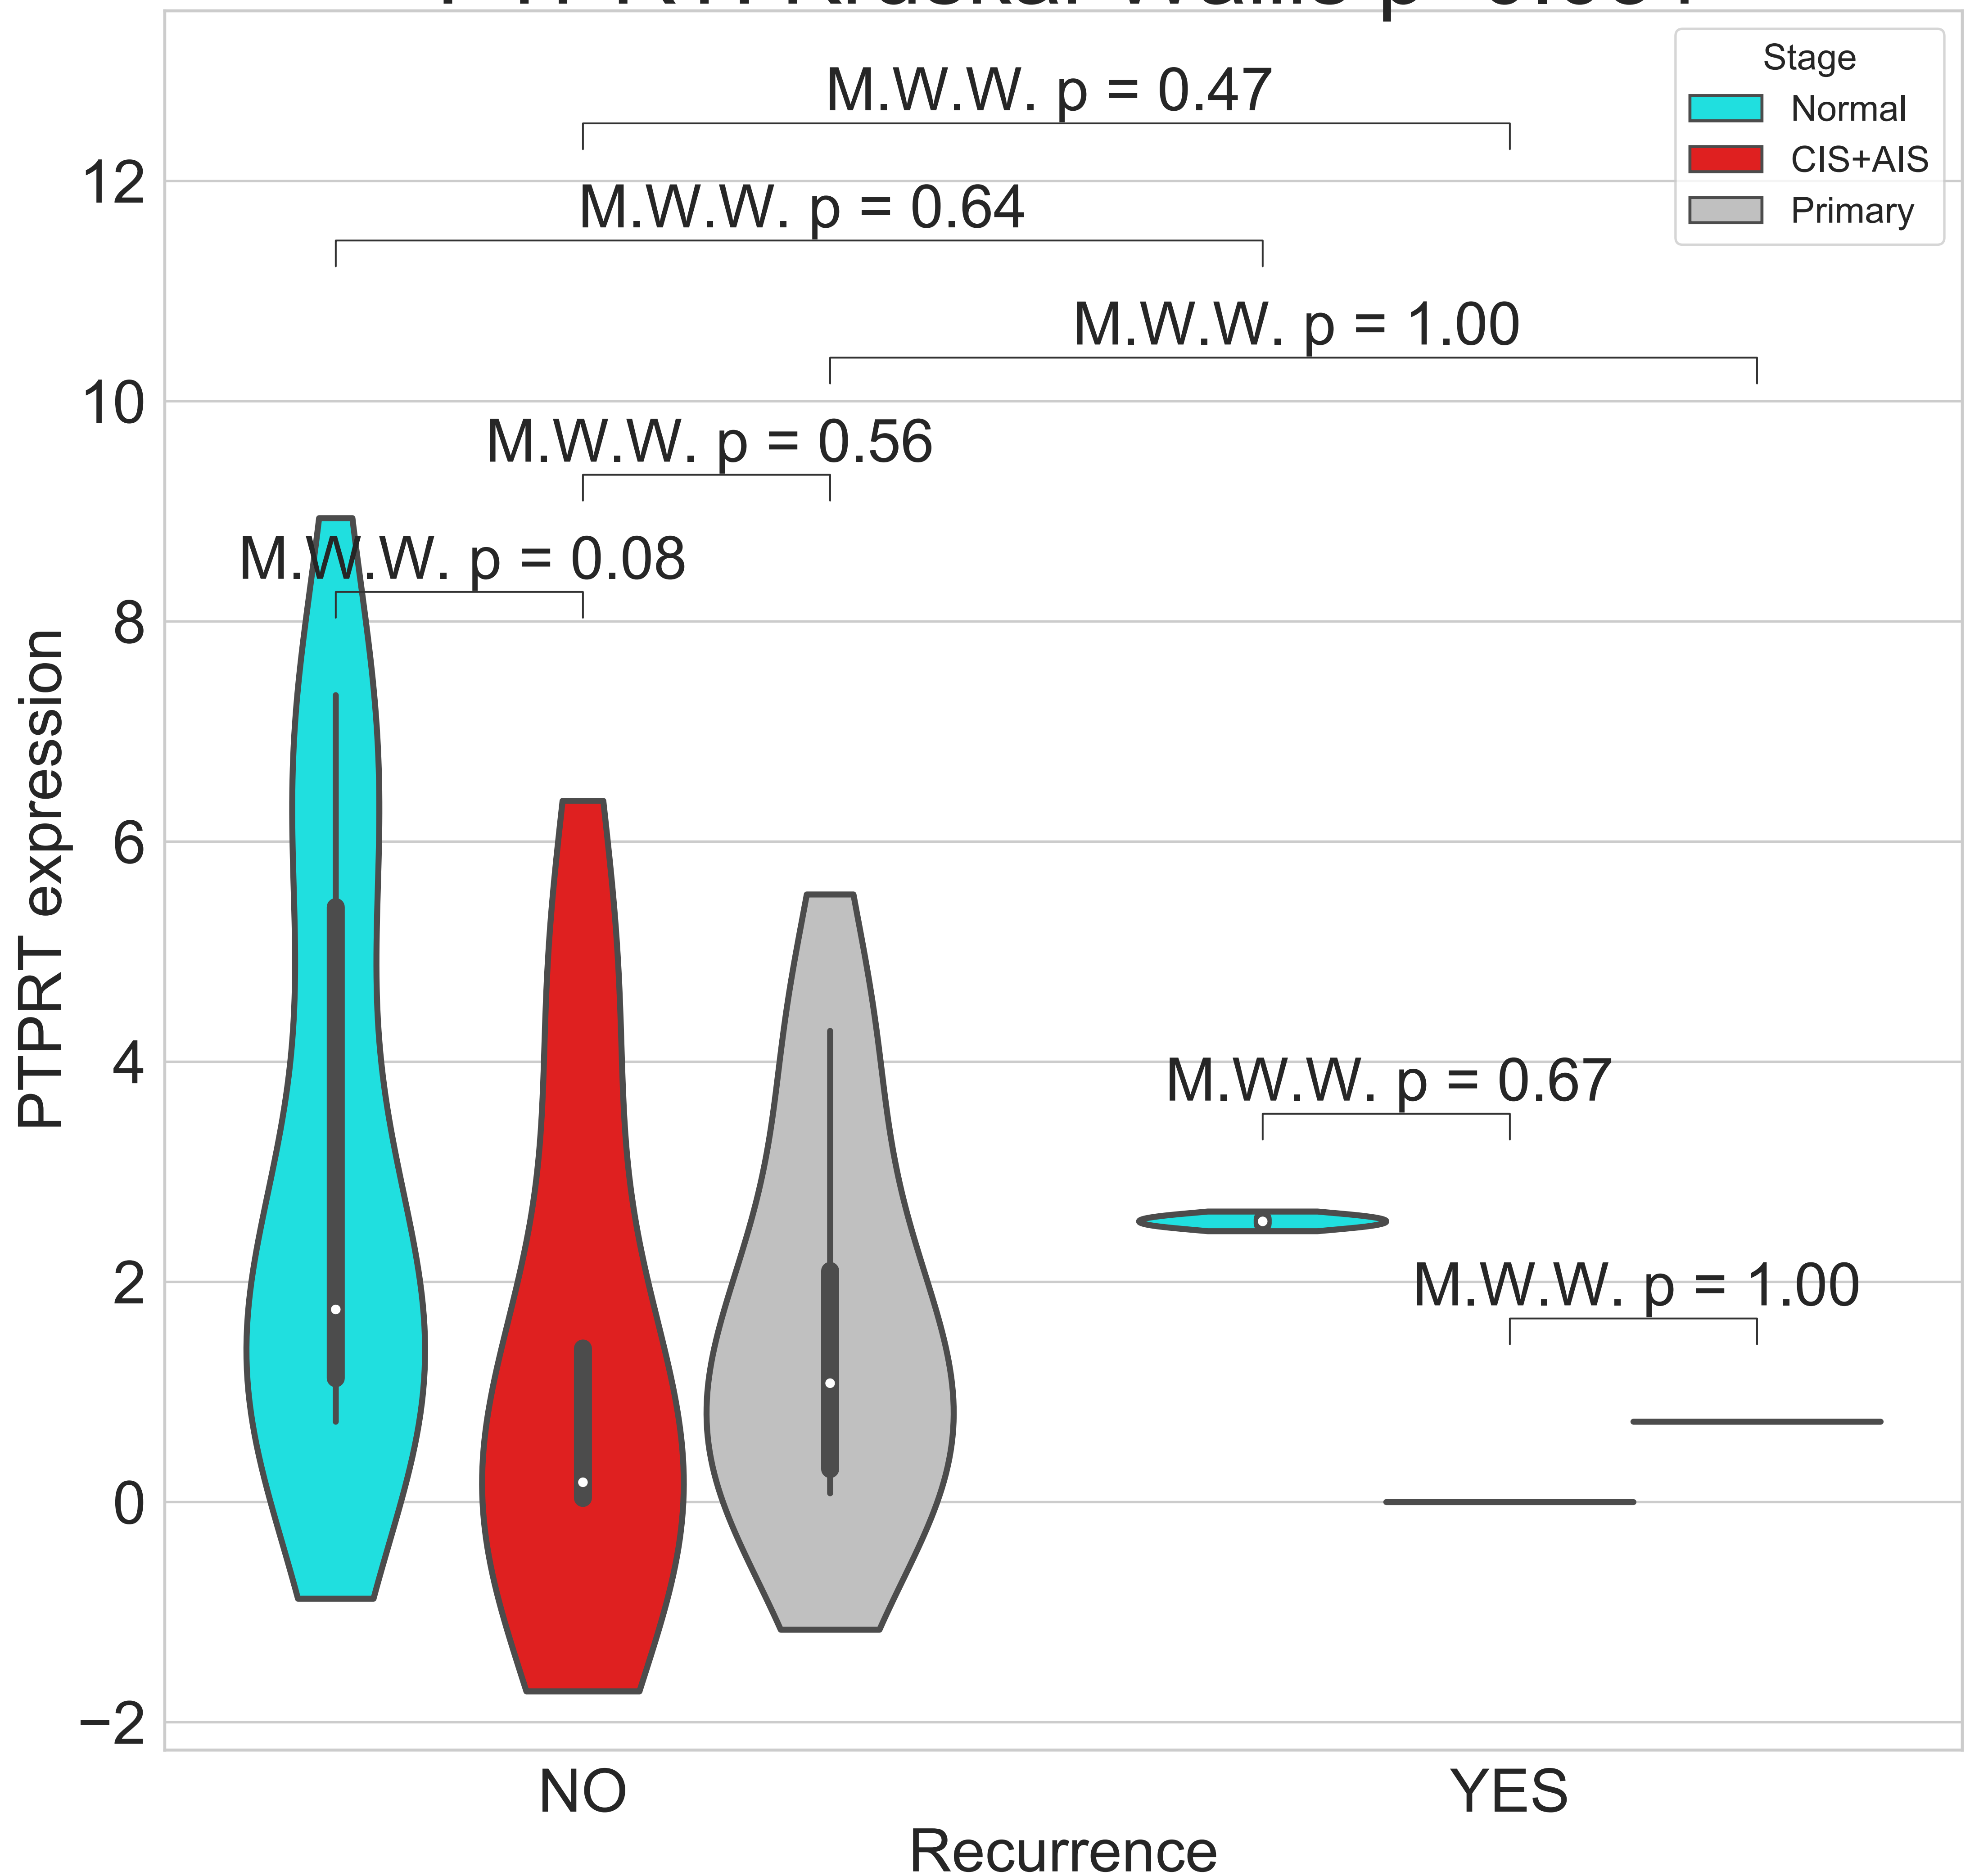 Stage
Normal
CIS+AIS
Primary
M.W.W. p = 0.47
M.W.W. p = 0.64
M.W.W. p = 1.00
M.W.W. p = 0.56
M.W.W. p = 0.08
M.W.W. p = 0.67
M.W.W. p = 1.00
12
10
8
6
4
2
0
−2
PTPRT expression
NO
YES
Recurrence